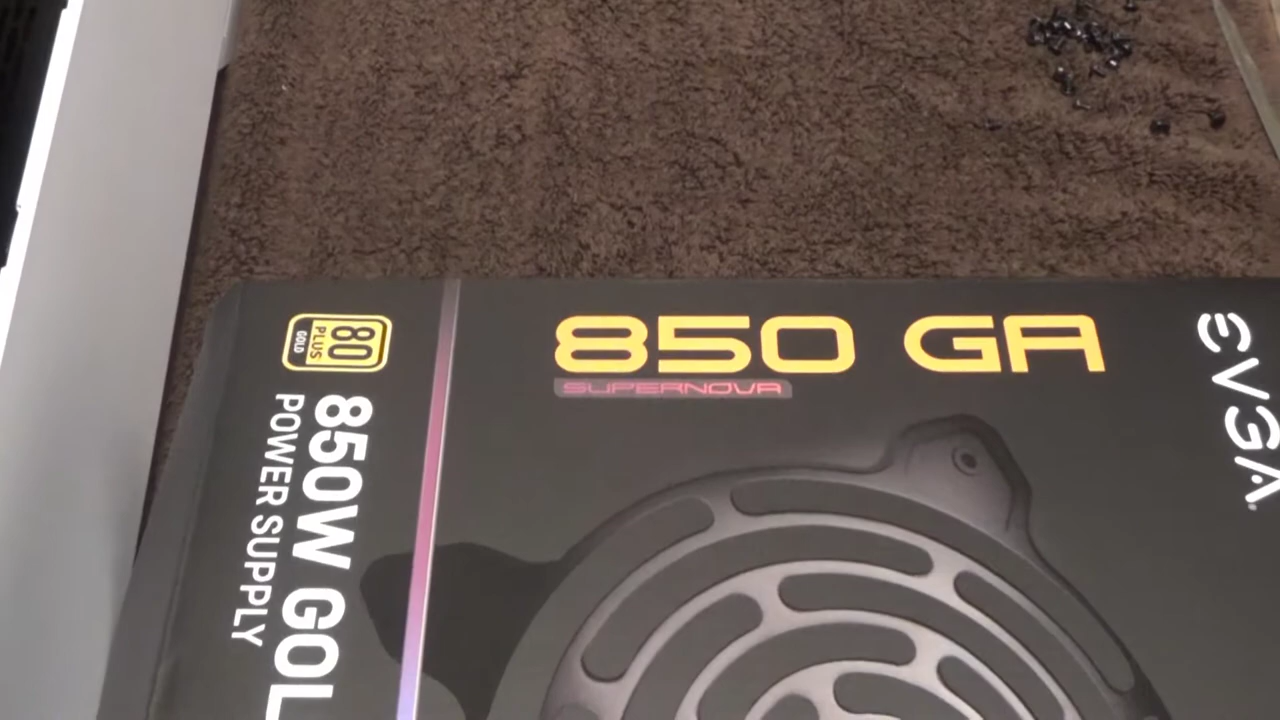 850 GA
SUPERNOVA
EVGA
80
PLUS
GOLD
850W GOL
POWER SUPPLY